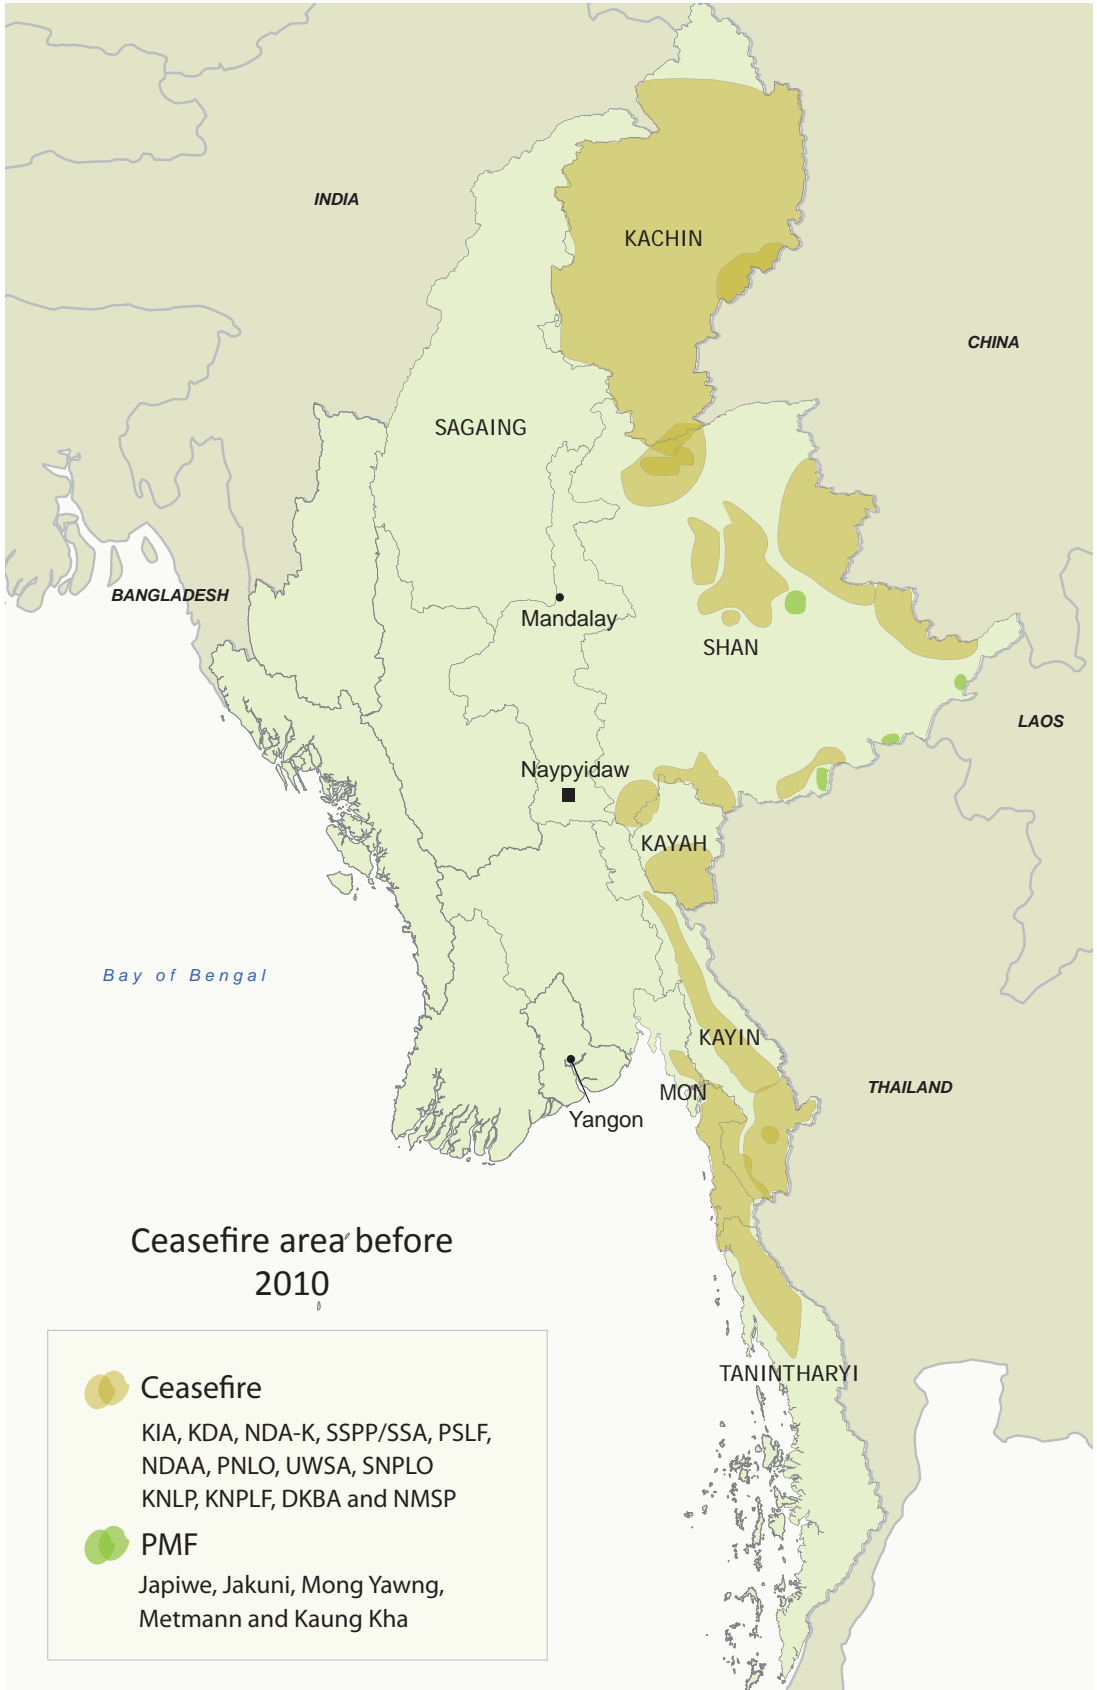 INDIA
KACHIN
CHINA
SAGAING
BANGLADESH
Mandalay
SHAN
LAOS
Naypyidaw
KAYAH
Bay of Bengal
KAYIN
THAILAND
MON
Yangon
Ceasefire area before
2010
TANINTHARYI
Ceasefire
KIA, KDA, NDA-K, SSPP/SSA, PSLF,
NDAA, PNLO, UWSA, SNPLO
KNLP, KNPLF, DKBA and NMSP
PMF
Japiwe, Jakuni, Mong Yawng,
Metmann and Kaung Kha